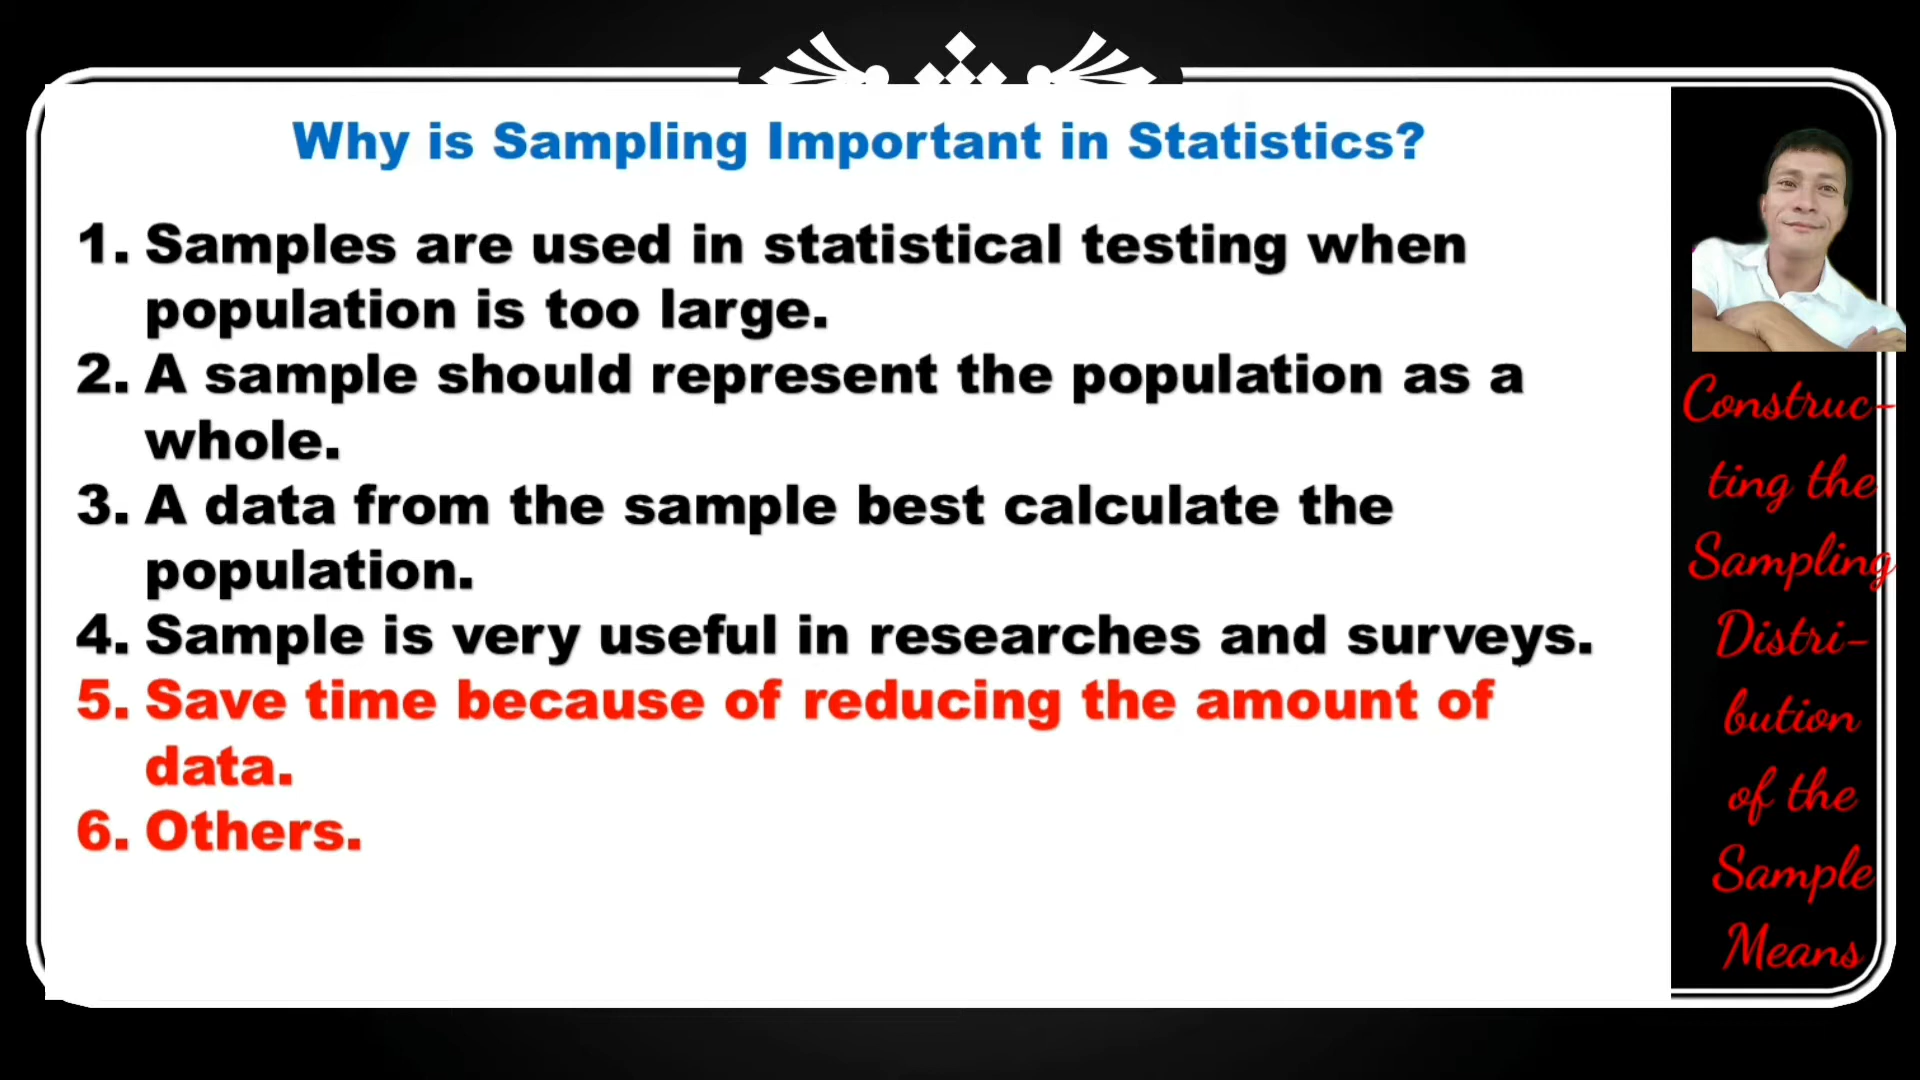 Why is Sampling Important in Statistics?
1. Samples are used in statistical testing when
population is too large.
2. A sample should represent the population as a
whole.
3. A data from the sample best calculate the
population.
4. Sample is very useful in researches and surveys.
5. Save time because of reducing the amount of
data.
6. Others.
Construc-
ting the
Sampling
Distri-
bution
of the
Sample
Means